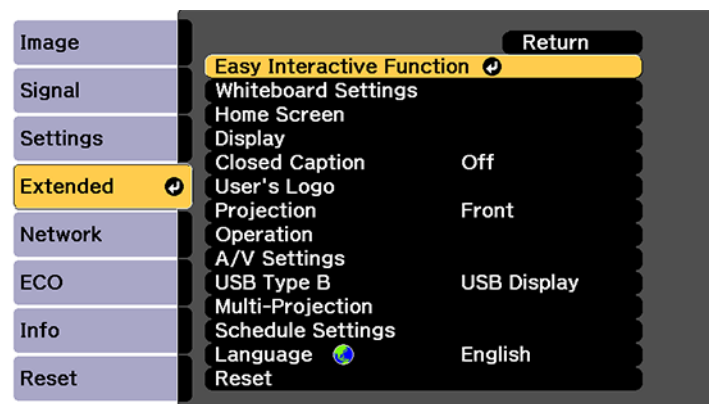 Image
Signal
Settings
Extended
Network
ECO
Info
Reset
Return
Easy Interactive Function
Whiteboard Settings
Home Screen
Display
Closed Caption Off
User's Logo
Projection Front
Operation
A/V Settings
USB Type B USB Display
Multi-Projection
Schedule Settings
Language English
Reset